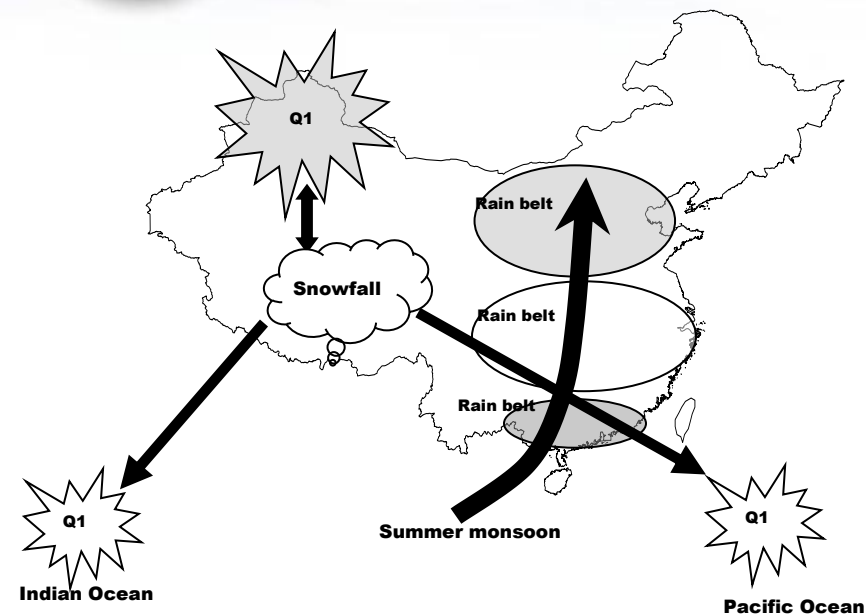 Q1
Rain belt
Snowfall
Rain belt
Rain belt
Q1
Q1
Summer monsoon
Indian Ocean
Pacific Ocean